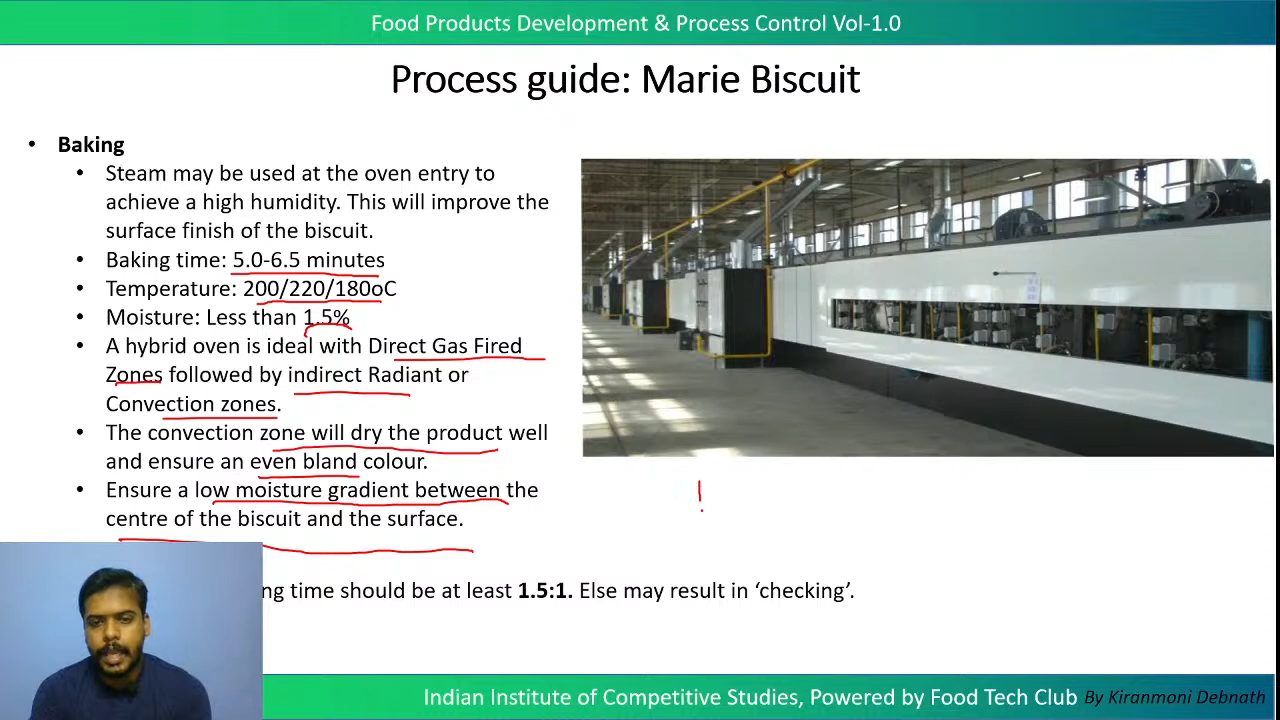 Food Products Development & Process Control Vol-1.0
Process guide: Marie Biscuit
• Baking
• Steam may be used at the oven entry to
achieve a high humidity. This will improve the
surface finish of the biscuit.
• Baking time: 5.0-6.5 minutes
• Temperature: 200/220/180oC
• Moisture: Less than 1.5%
• A hybrid oven is ideal with Direct Gas Fired
Zones followed by indirect Radiant or
Convection zones.
• The convection zone will dry the product well
and ensure an even bland colour.
• Ensure a low moisture gradient between the
centre of the biscuit and the surface.
!
ng time should be at least 1.5:1. Else may result in ‘checking’.
Indian Institute of Competitive Studies, Powered by Food Tech Club By Kiranmoni Debnath